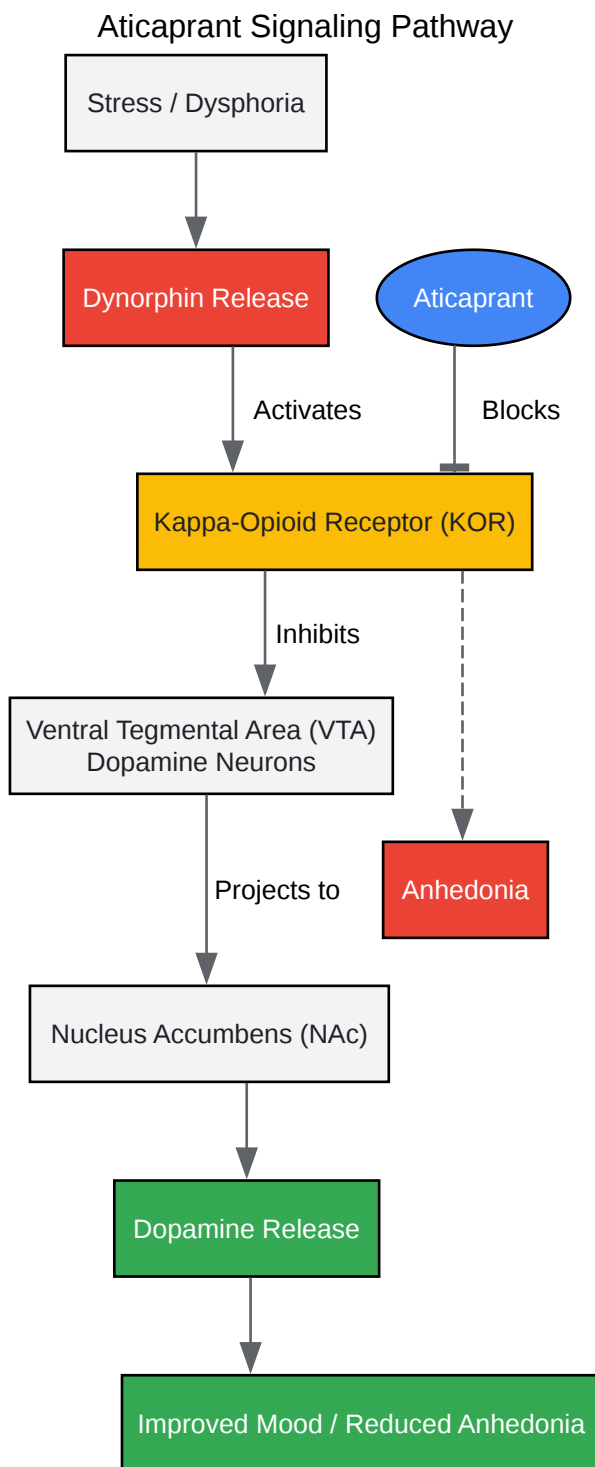 Aticaprant Signaling Pathway
Stress / Dysphoria
Dynorphin Release
Aticaprant
Activates
Blocks
Kappa-Opioid Receptor (KOR)
Inhibits
Ventral Tegmental Area (VTA)
Dopamine Neurons
Projects to
Anhedonia
Nucleus Accumbens (NAc)
Dopamine Release
Improved Mood / Reduced Anhedonia